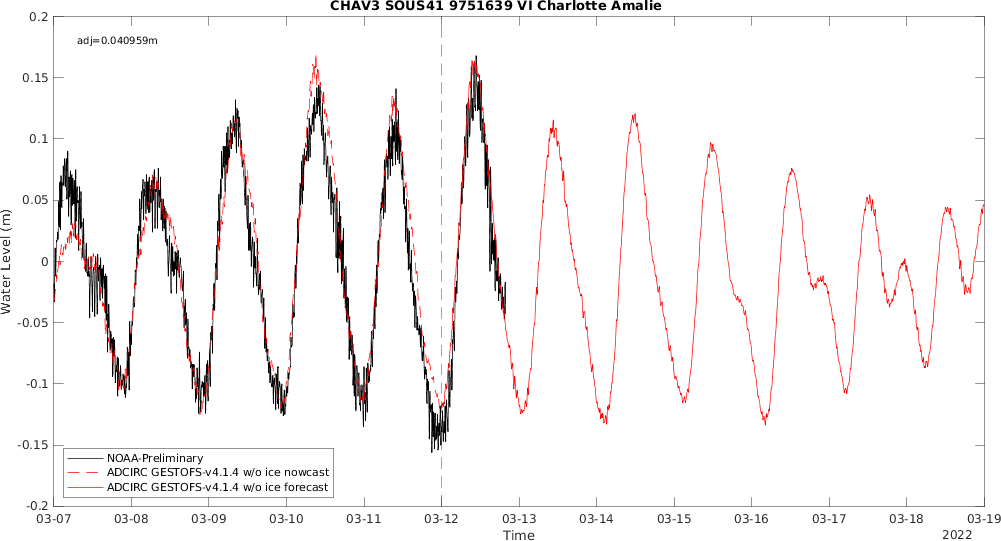 CHAV3 SOUS41 9751639 VI Charlotte Amalie
adj=0.040959m
0.2
0.15
0.1
0.05
0
-0.05
-0.1
-0.15
-0.2
Water Level (m)
NOAA-Preliminary
ADCIRC GESTOFS-v4.1.4 w/o ice nowcast
ADCIRC GESTOFS-v4.1.4 w/o ice forecast
03-07 03-08 03-09 03-10 03-11 03-12 03-13 03-14 03-15 03-16 03-17 03-18 03-19
Time
2022